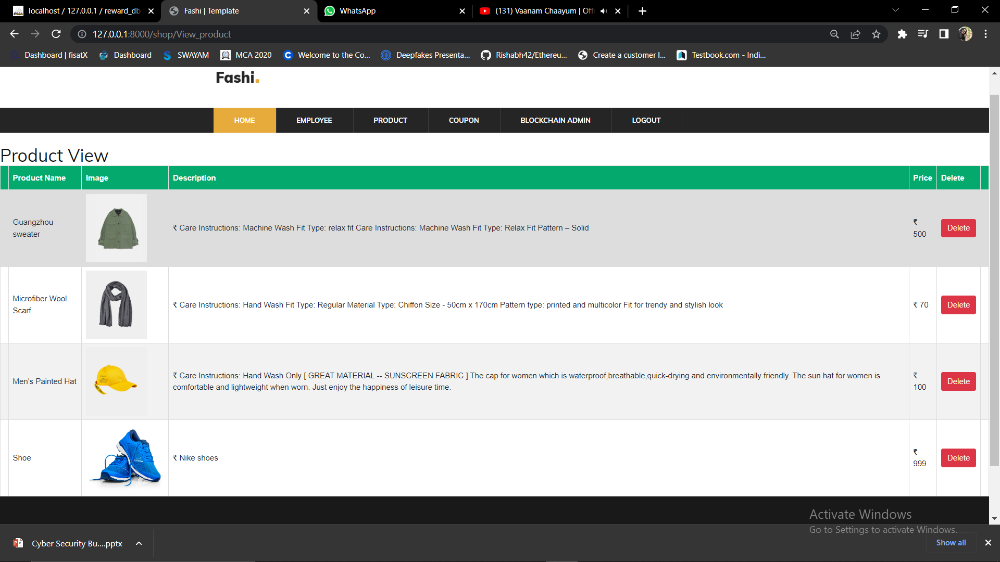 localhost / 127.0.0.1 / reward_db
Fashi | Template
WhatsApp
(131) Vaanam Chaayum | Offi
127.0.0.1:8000/shop/View_product
Dashboard | fisatX
Dashboard
SWAYAM
MCA 2020
Welcome to the Co...
Deepfakes Presenta...
Rishabh42/Ethereu...
Create a customer l...
Testbook.com - Indi...
Fashi.
HOME
EMPLOYEE
PRODUCT
COUPON
BLOCKCHAIN ADMIN
LOGOUT
Product View
Product Name
Image
Description
Price
Delete
Guangzhou
sweater
₹ Care Instructions: Machine Wash Fit Type: relax fit Care Instructions: Machine Wash Fit Type: Relax Fit Pattern – Solid
₹
500
Delete
Microfiber Wool
Scarf
₹ Care Instructions: Hand Wash Fit Type: Regular Material Type: Chiffon Size - 50cm x 170cm Pattern type: printed and multicolor Fit for trendy and stylish look
₹ 70
Delete
Men's Painted Hat
₹ Care Instructions: Hand Wash Only [ GREAT MATERIAL -- SUNSCREEN FABRIC ] The cap for women which is waterproof,breathable,quick-drying and environmentally friendly. The sun hat for women is
comfortable and lightweight when worn. Just enjoy the happiness of leisure time.
₹
100
Delete
Shoe
₹ Nike shoes
₹
999
Delete
Activate Windows
Go to Settings to activate Windows.
Cyber Security Bu....pptx
Show all